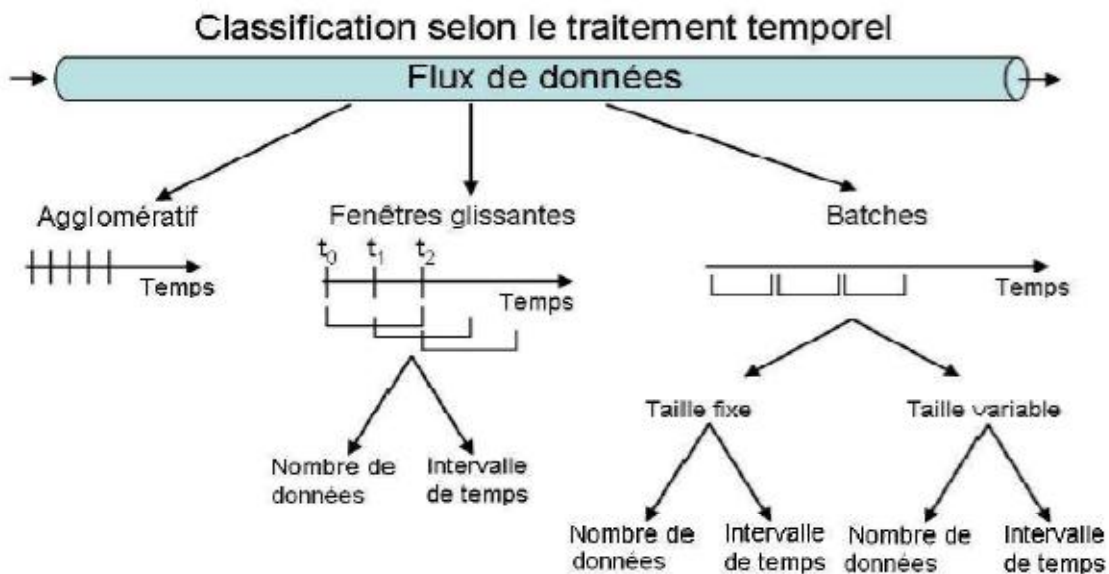 Classification selon le traitement temporel
Flux de données
Agglomératif
Temps
Fenêtres glissantes
t0 t1 t2
Temps
Batches
Temps
Taille fixe
Taille variable
Nombre de
données
Intervalle
de temps
Nombre de
données
Intervalle
de temps
Nombre de
données
Intervalle
de temps